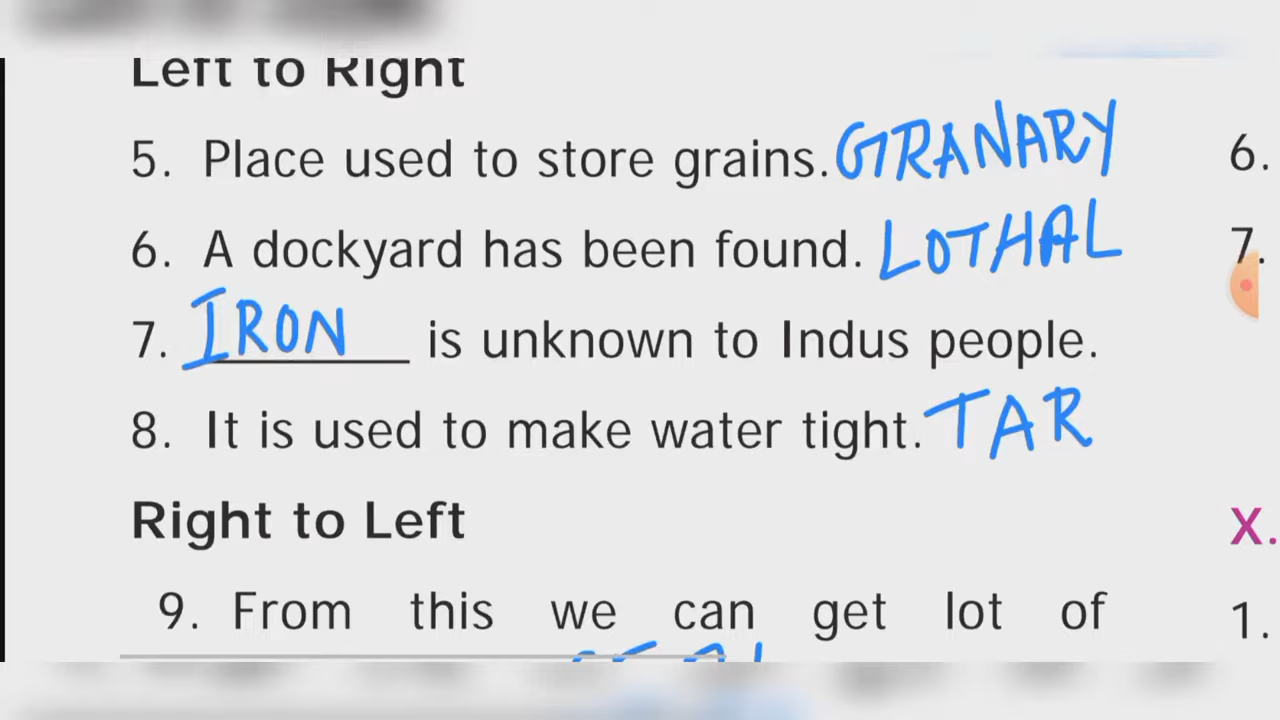 Left to Right
5. Place used to store grains. GRANARY
6. A dockyard has been found. LOTHAL
7. IRON is unknown to Indus people.
8. It is used to make water tight. TAR
Right to Left
9. From this we can get lot of
6.
7.
X.
1.